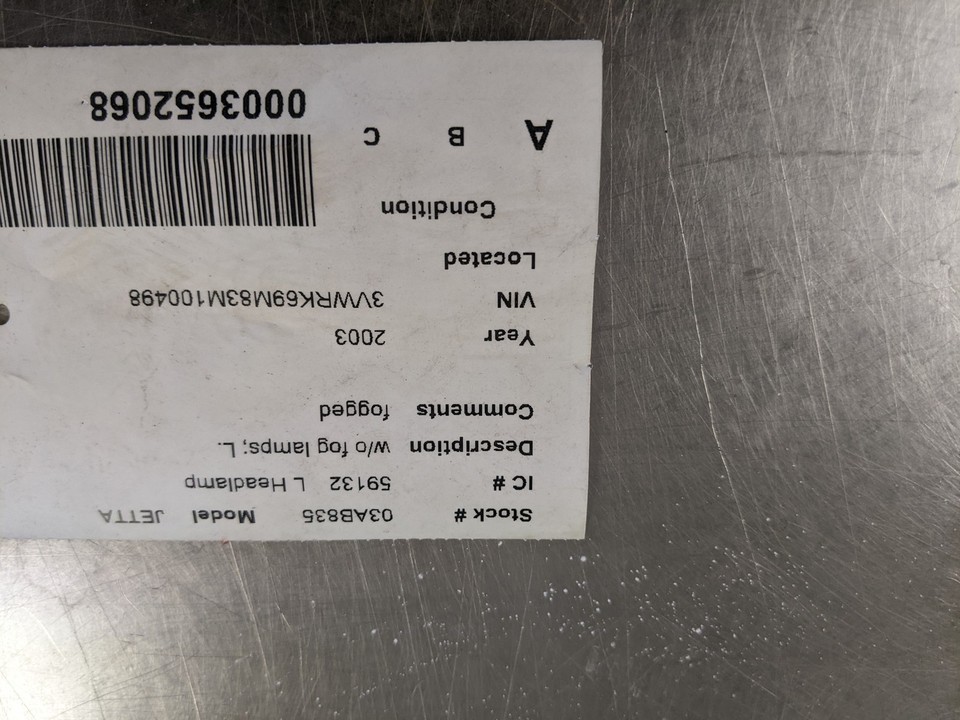 Stock # 03AB835 Model JETTA
IC # 59132 L Headlamp
Description w/o fog lamps; L.
Comments fogged
Year 2003
VIN 3VWRK69M83M100498
Located
Condition
A B C
0003652068